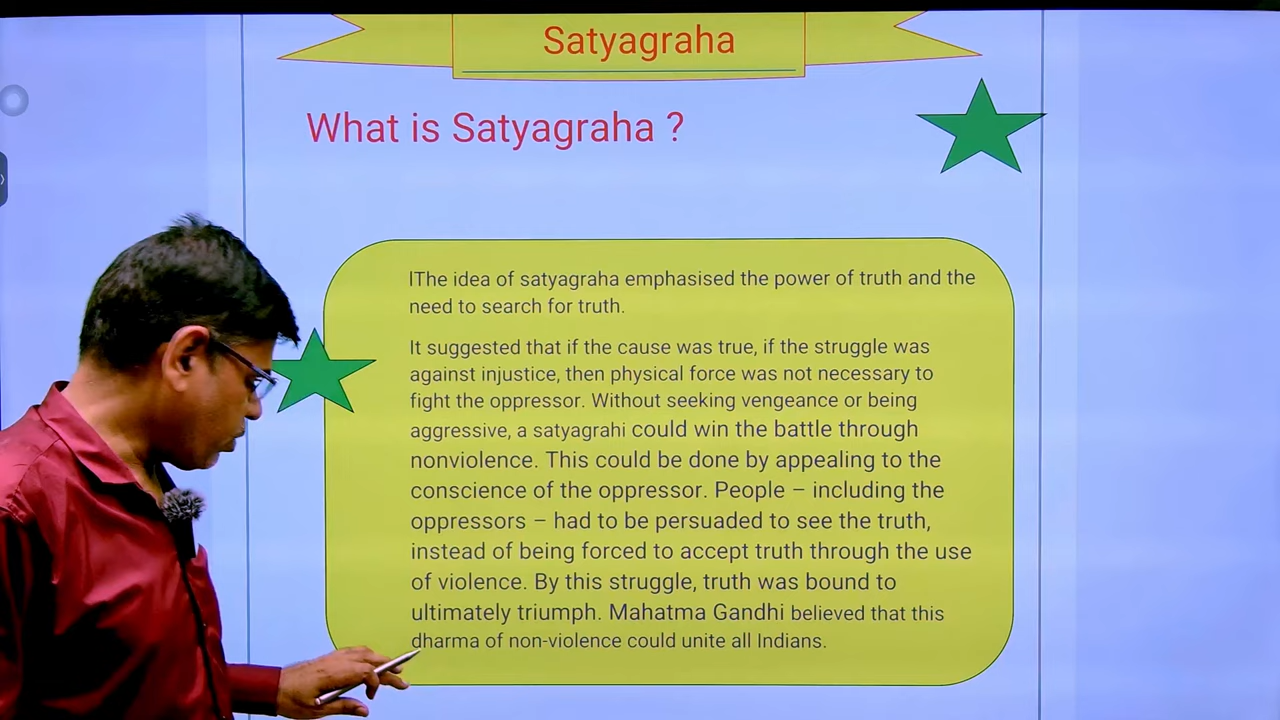 Satyagraha
What is Satyagraha ?
|The idea of satyagraha emphasised the power of truth and the
need to search for truth.
It suggested that if the cause was true, if the struggle was
against injustice, then physical force was not necessary to
fight the oppressor. Without seeking vengeance or being
aggressive, a satyagrahi could win the battle through
nonviolence. This could be done by appealing to the
conscience of the oppressor. People – including the
oppressors – had to be persuaded to see the truth,
instead of being forced to accept truth through the use
of violence. By this struggle, truth was bound to
ultimately triumph. Mahatma Gandhi believed that this
dharma of non-violence could unite all Indians.